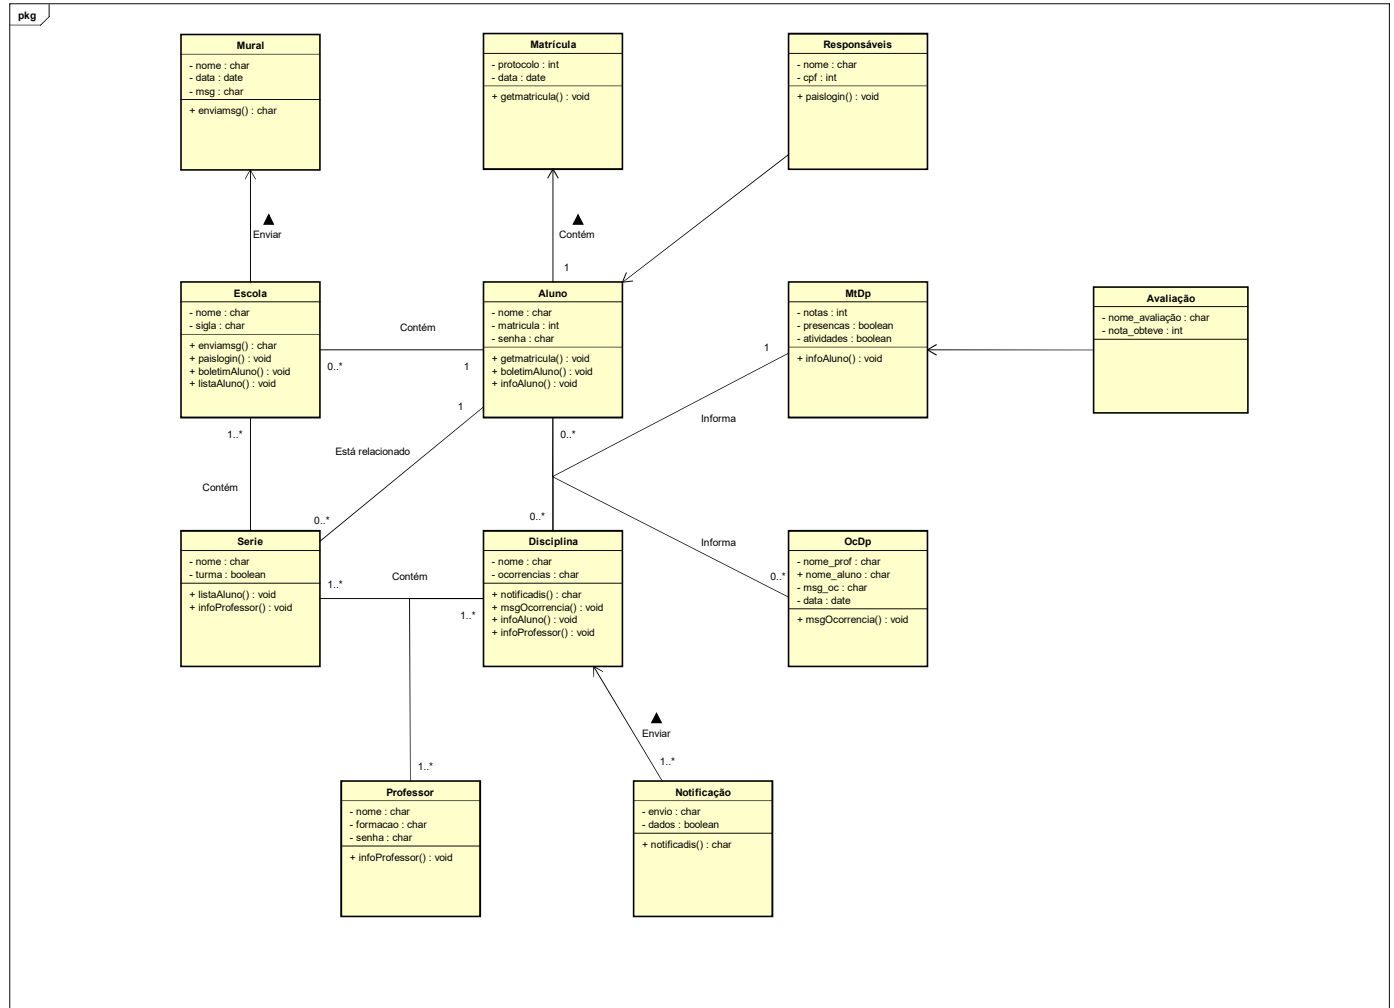 pkg
Mural
- nome : char
- data : date
- msg : char
+ enviamsg() : char
Matrícula
- protocolo : int
- data : date
+ getmatricula() : void
Responsáveis
- nome : char
- cpf : int
+ paislogin() : void
▲
Enviar
▲
Contém
1
Escola
- nome : char
- sigla : char
+ enviamsg() : char
+ paislogin() : void
+ boletimAluno() : void
+ listaAluno() : void
Contém
0..*
1
Aluno
- nome : char
- matricula : int
- senha : char
+ getmatricula() : void
+ boletimAluno() : void
+ infoAluno() : void
MtDp
- notas : int
- presencas : boolean
- atividades : boolean
+ infoAluno() : void
Avaliação
- nome_avaliação : char
- nota_obteve : int
1
Informa
1
Está relacionado
0..*
1..*
Contém
0..*
0..*
Informa
0..*
Serie
- nome : char
- turma : boolean
+ listaAluno() : void
+ infoProfessor() : void
1..*
Contém
1..*
Disciplina
- nome : char
- ocorrencias : char
+ notificadis() : char
+ msgOcorrencia() : void
+ infoAluno() : void
+ infoProfessor() : void
OcDp
- nome_prof : char
+ nome_aluno : char
- msg_oc : char
- data : date
+ msgOcorrencia() : void
▲
Enviar
1..*
1..*
Professor
- nome : char
- formacao : char
- senha : char
+ infoProfessor() : void
Notificação
- envio : char
- dados : boolean
+ notificadis() : char